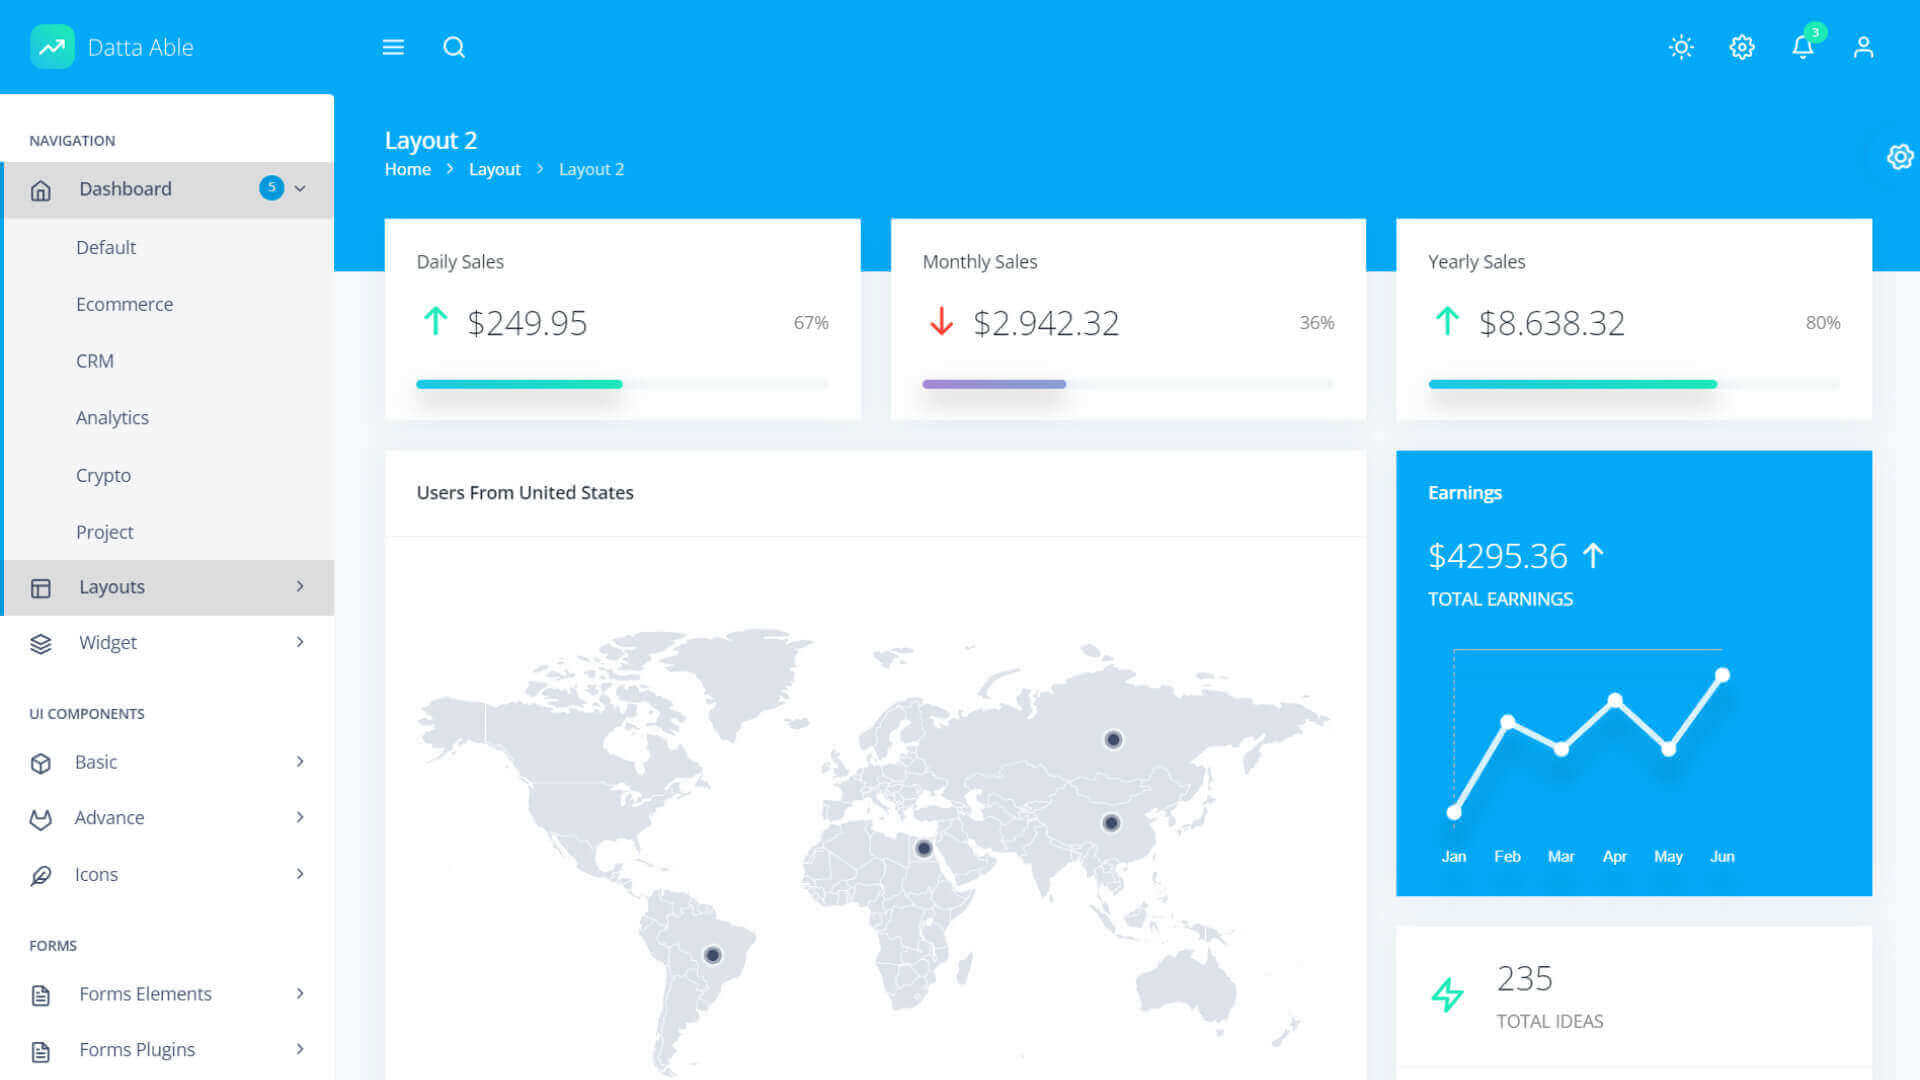 Datta Able
3
NAVIGATION
Dashboard 5
Default
Ecommerce
CRM
Analytics
Crypto
Project
Layouts
Widget
UI COMPONENTS
Basic
Advance
Icons
FORMS
Forms Elements
Forms Plugins
Layout 2
Home > Layout > Layout 2
Daily Sales
$249.95 67%
Monthly Sales
$2.942.32 36%
Yearly Sales
$8.638.32 80%
Users From United States
Earnings
$4295.36
TOTAL EARNINGS
Jan Feb Mar Apr May Jun
235
TOTAL IDEAS